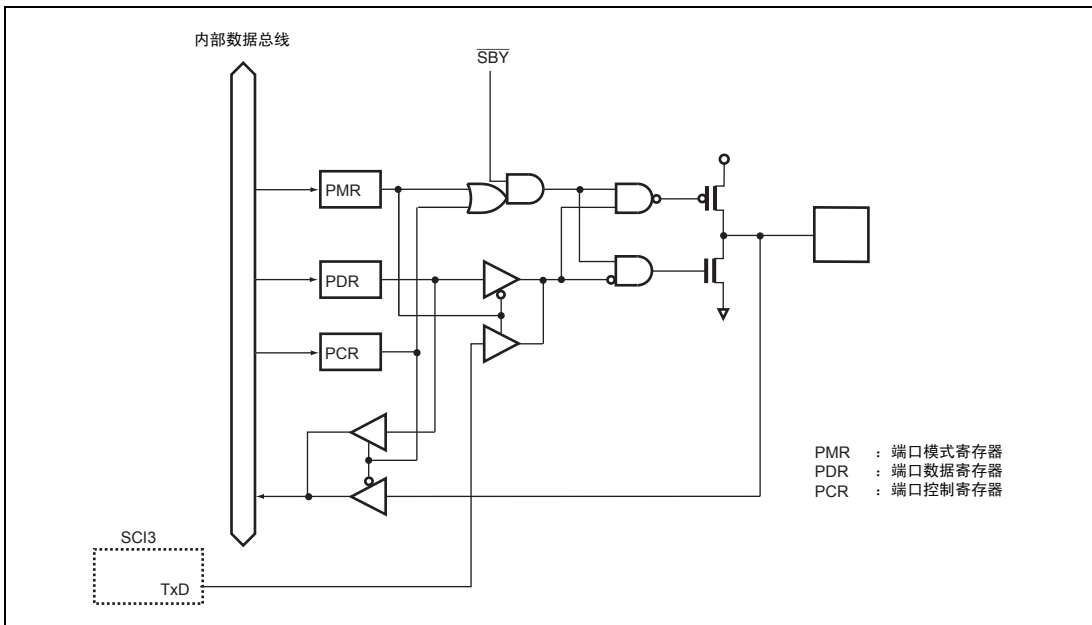 内部数据总线
SBY
PMR
PDR
PCR
PMR : 端口模式寄存器
PDR : 端口数据寄存器
PCR : 端口控制寄存器
SCI3
TxD